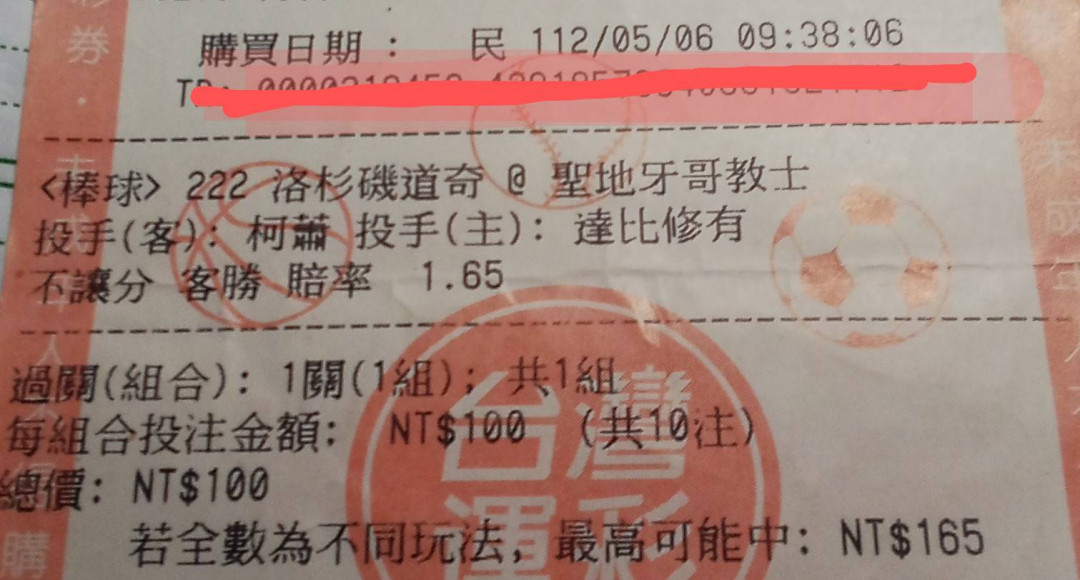 購買日期： 民 112/05/06 09:38:06
<棒球> 222 洛杉磯道奇 @ 聖地牙哥教士
投手(客)： 柯蕭 投手(主)： 達比修有
不讓分 客勝 賠率 1.65
過關(組合)： 1關(1組)； 共1組
每組合投注金額： NT$100 (共10注)
總價： NT$100
若全數為不同玩法，最高可能中： NT$165
台灣
運彩
券．
購